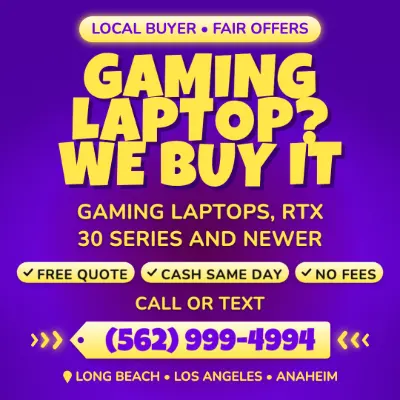 LOCAL BUYER • FAIR OFFERS
GAMING
LAPTOP?
WE BUY IT
GAMING LAPTOPS, RTX
30 SERIES AND NEWER
✓ FREE QUOTE ✓ CASH SAME DAY ✓ NO FEES
CALL OR TEXT
(562) 999-4994
LONG BEACH • LOS ANGELES • ANAHEIM